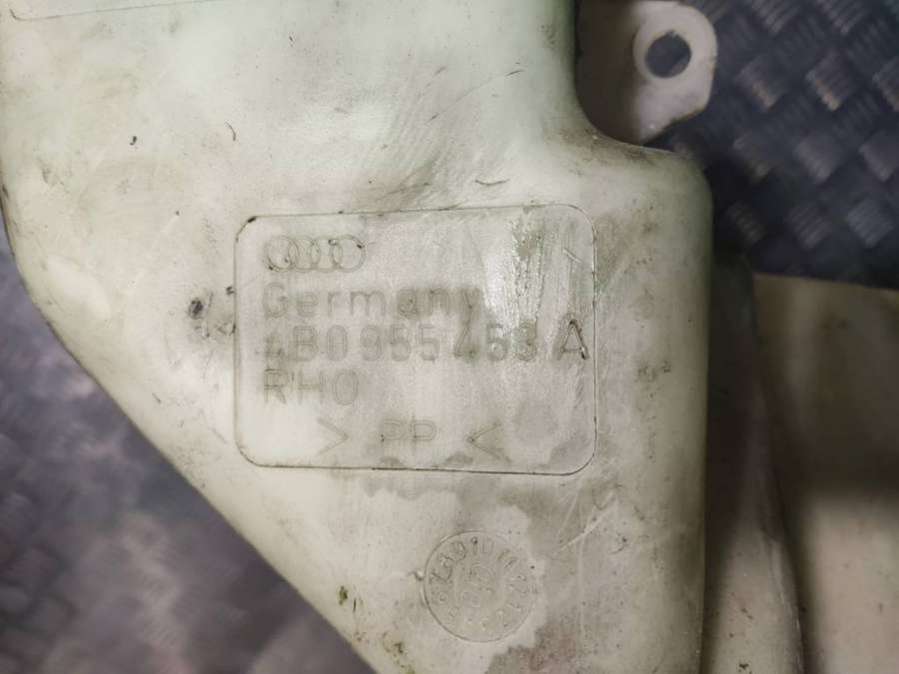 Germany
4B0 955 453 A
RHO
> PP <